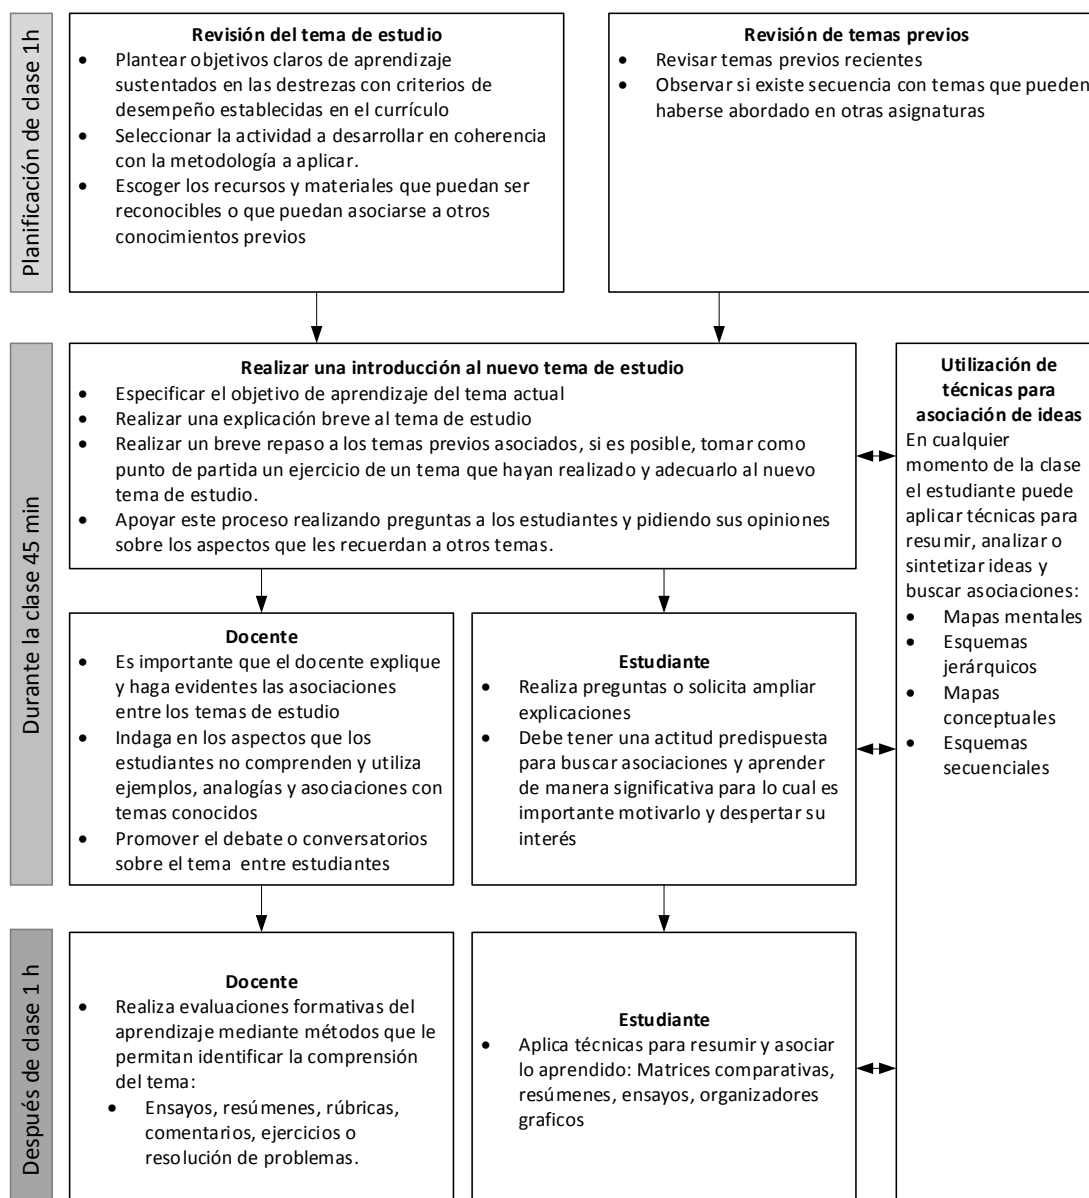 Planificación de clase 1h
Revisión del tema de estudio
• Plantear objetivos claros de aprendizaje
sustentados en las destrezas con criterios de
desempeño establecidas en el currículo
• Seleccionar la actividad a desarrollar en coherencia
con la metodología a aplicar.
• Escoger los recursos y materiales que puedan ser
reconocibles o que puedan asociarse a otros
conocimientos previos
Revisión de temas previos
• Revisar temas previos recientes
• Observar si existe secuencia con temas que pueden
haberse abordado en otras asignaturas
Durante la clase 45 min
Realizar una introducción al nuevo tema de estudio
• Especificar el objetivo de aprendizaje del tema actual
• Realizar una explicación breve al tema de estudio
• Realizar un breve repaso a los temas previos asociados, si es posible, tomar como
punto de partida un ejercicio de un tema que hayan realizado y adecuarlo al nuevo
tema de estudio.
• Apoyar este proceso realizando preguntas a los estudiantes y pidiendo sus opiniones
sobre los aspectos que les recuerdan a otros temas.
Docente
• Es importante que el docente explique
y haga evidentes las asociaciones
entre los temas de estudio
• Indaga en los aspectos que los
estudiantes no comprenden y utiliza
ejemplos, analogías y asociaciones con
temas conocidos
• Promover el debate o conversatorios
sobre el tema entre estudiantes
Estudiante
• Realiza preguntas o solicita ampliar
explicaciones
• Debe tener una actitud predispuesta
para buscar asociaciones y aprender
de manera significativa para lo cual es
importante motivarlo y despertar su
interés
Utilización de
técnicas para
asociación de ideas
En cualquier
momento de la clase
el estudiante puede
aplicar técnicas para
resumir, analizar o
sintetizar ideas y
buscar asociaciones:
• Mapas mentales
• Esquemas
jerárquicos
• Mapas
conceptuales
• Esquemas
secuenciales
Después de clase 1 h
Docente
• Realiza evaluaciones formativas del
aprendizaje mediante métodos que le
permitan identificar la comprensión
del tema:
• Ensayos, resúmenes, rúbricas,
comentarios, ejercicios o
resolución de problemas.
Estudiante
• Aplica técnicas para resumir y asociar
lo aprendido: Matrices comparativas,
resúmenes, ensayos, organizadores
graficos